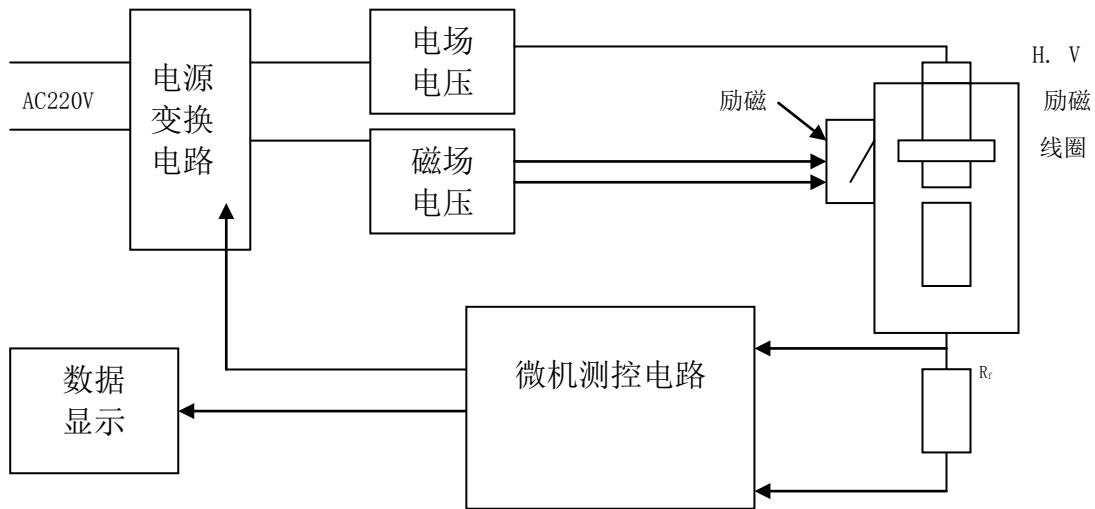 电场
电压
H. V
电源
变换
电路
AC220V
励磁
励磁
线圈
磁场
电压
微机测控电路
Rr
数据
显示